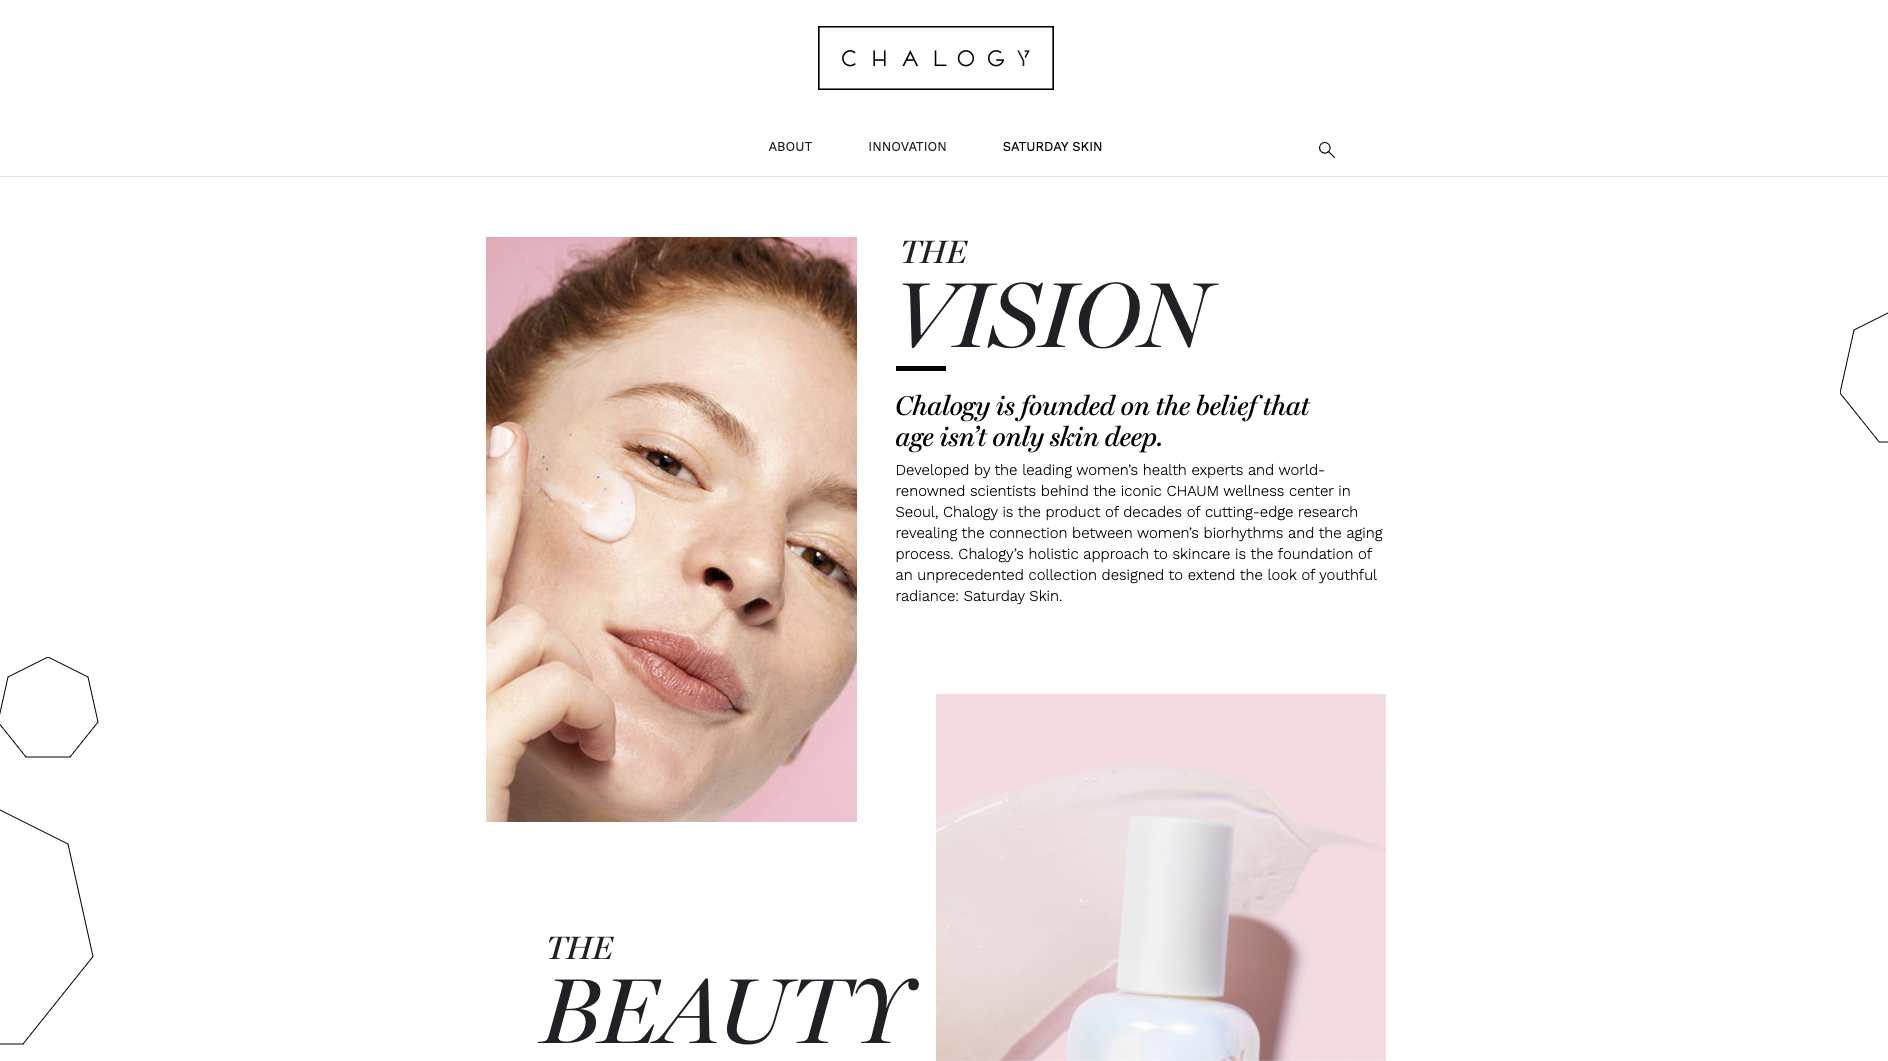 CHALOGY
ABOUT INNOVATION SATURDAY SKIN
THE
VISION
Chalogy is founded on the belief that
age isn’t only skin deep.
Developed by the leading women’s health experts and world-
renowned scientists behind the iconic CHAUM wellness center in
Seoul, Chalogy is the product of decades of cutting-edge research
revealing the connection between women’s biorhythms and the aging
process. Chalogy’s holistic approach to skincare is the foundation of
an unprecedented collection designed to extend the look of youthful
radiance: Saturday Skin.
THE
BEAUTY